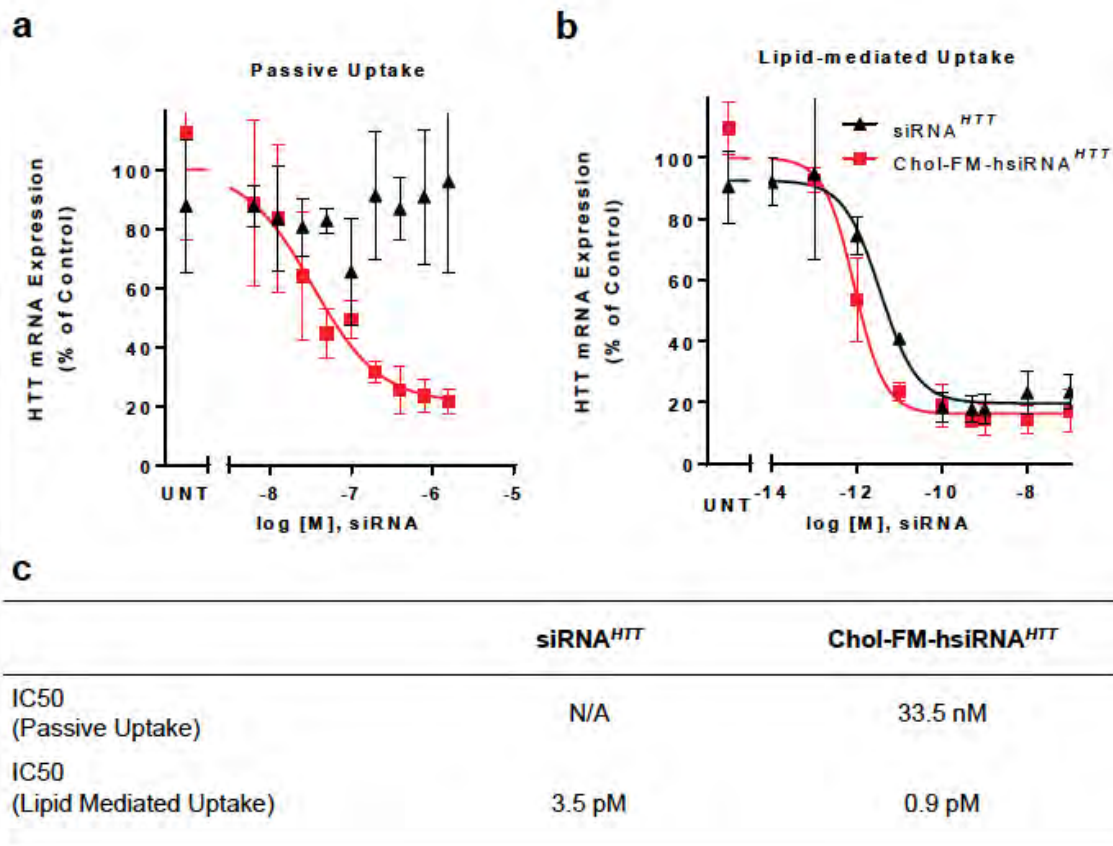 a
Passive Uptake
HTT mRNA Expression
(% of Control)
100
80
60
40
20
0
UNT
-8
-7
-6
-5
log [M], siRNA
b
Lipid-mediated Uptake
siRNA^HTT
Chol-FM-hsiRNA^HTT
HTT mRNA Expression
(% of Control)
100
80
60
40
20
0
UNT
-14
-12
-10
-8
log [M], siRNA
c
siRNA^HTT Chol-FM-hsiRNA^HTT
IC50
(Passive Uptake) N/A 33.5 nM
IC50
(Lipid Mediated Uptake) 3.5 pM 0.9 pM